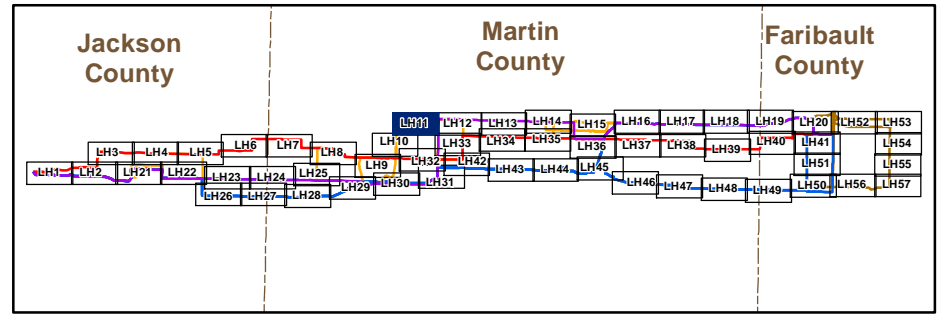 Jackson
County
Martin
County
Faribault
County
LH11
LH12
LH13
LH14
LH15
LH16
LH17
LH18
LH19
LH20
LH52
LH53
LH10
LH33
LH34
LH35
LH36
LH37
LH38
LH39
LH40
LH41
LH54
LH3
LH4
LH5
LH6
LH7
LH8
LH9
LH32
LH42
LH43
LH44
LH45
LH51
LH55
LH1
LH2
LH21
LH22
LH23
LH24
LH25
LH29
LH30
LH31
LH46
LH47
LH48
LH49
LH50
LH56
LH57
LH26
LH27
LH28